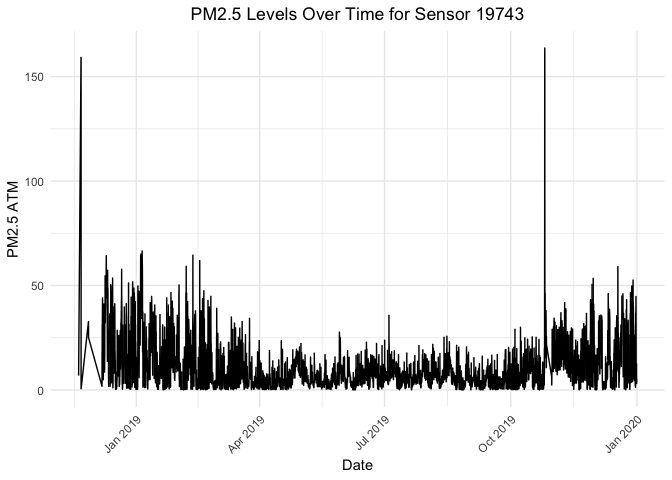 PM2.5 Levels Over Time for Sensor 19743
150
100
50
0
PM2.5 ATM
Jan 2019
Apr 2019
Jul 2019
Oct 2019
Jan 2020
Date